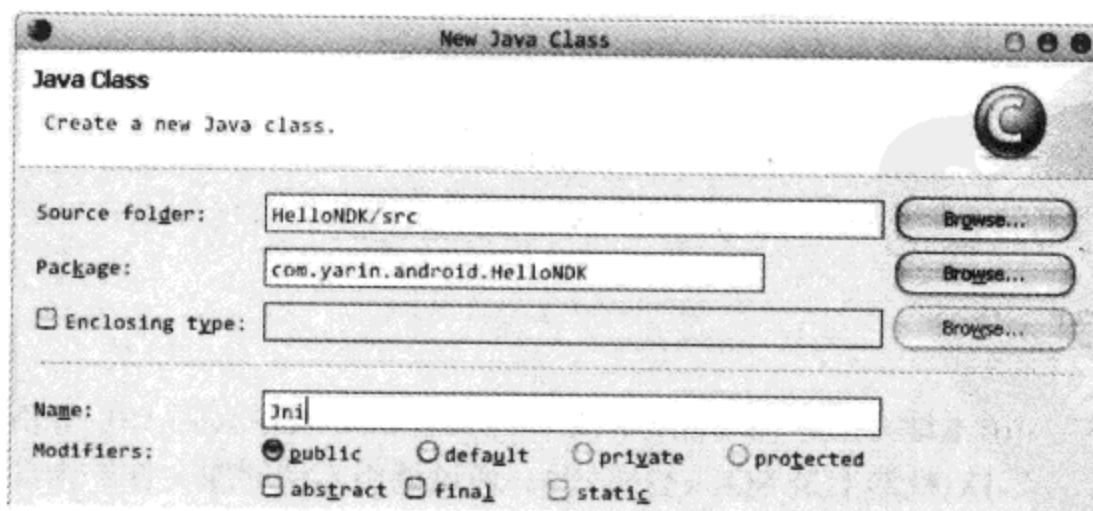 New Java Class
Java Class
Create a new Java class.
Source folder: HelloNDK/src Browse...
Package: com.yarin.android.HelloNDK Browse...
Enclosing type: Browse...
Name: Jni
Modifiers: public default private protected
abstract final static